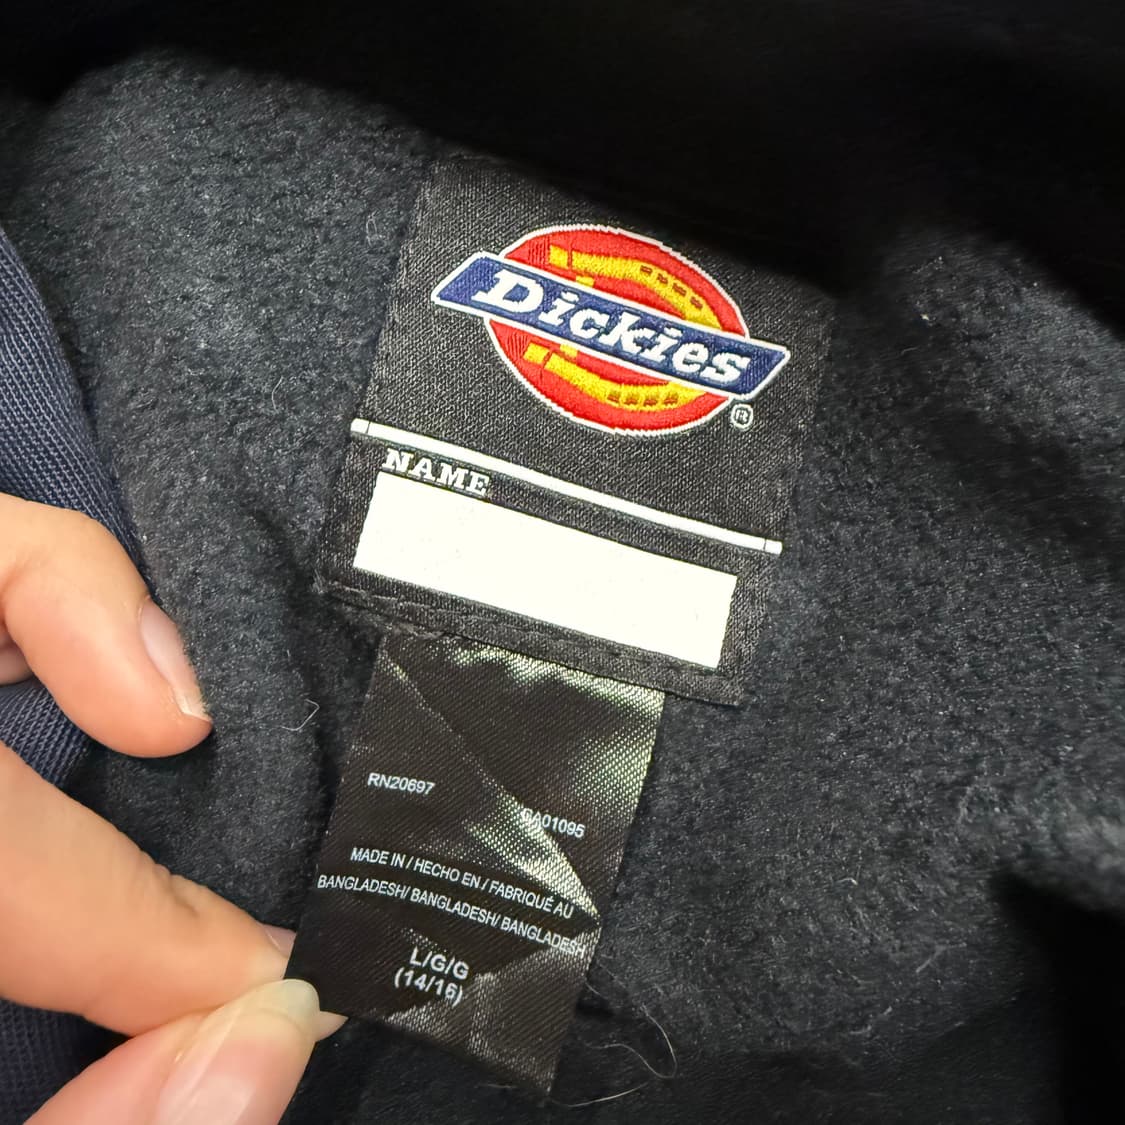 Dickies
®
NAME
RN20697
CA01095
MADE IN / HECHO EN / FABRIQUÉ AU
BANGLADESH/ BANGLADESH/ BANGLADESH
L/G/G
(14/16)